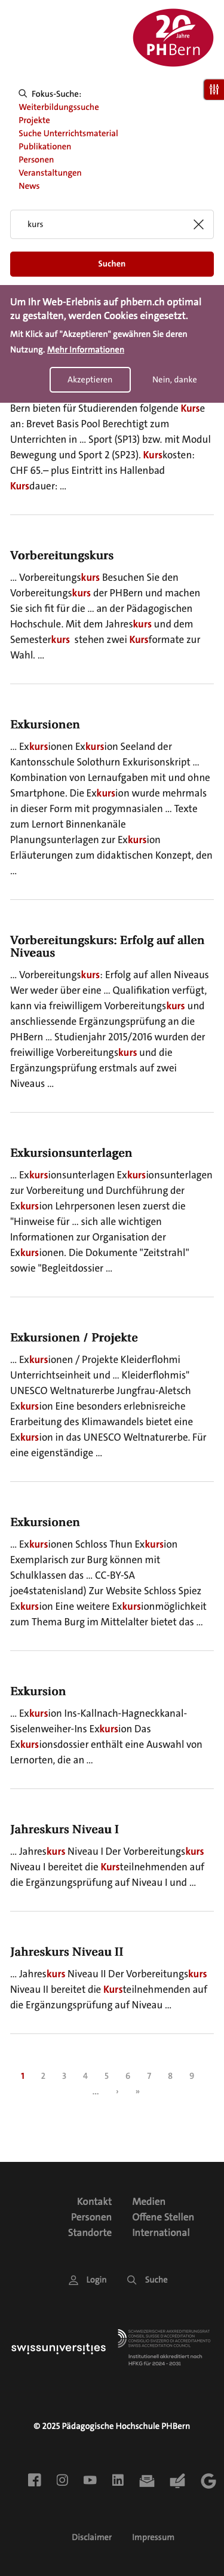 20 Jahre
PHBern
Fokus-Suche:
Weiterbildungssuche
Projekte
Suche Unterrichtsmaterial
Publikationen
Personen
Veranstaltungen
News
kurs
Suchen
Um Ihr Web-Erlebnis auf phbern.ch optimal
zu gestalten, werden Cookies eingesetzt.
Mit Klick auf "Akzeptieren" gewähren Sie deren
Nutzung. Mehr Informationen
Akzeptieren Nein, danke
Bern bieten für Studierenden folgende Kurse
an: Brevet Basis Pool Berechtigt zum
Unterrichten in ... Sport (SP13) bzw. mit Modul
Bewegung und Sport 2 (SP23). Kurskosten:
CHF 65.– plus Eintritt ins Hallenbad
Kursdauer: ...
Vorbereitungskurs
... Vorbereitungskurs Besuchen Sie den
Vorbereitungskurs der PHBern und machen
Sie sich fit für die ... an der Pädagogischen
Hochschule. Mit dem Jahreskurs und dem
Semesterkurs stehen zwei Kursformate zur
Wahl. ...
Exkursionen
... Exkursionen Exkursion Seeland der
Kantonsschule Solothurn Exkurisonskript ...
Kombination von Lernaufgaben mit und ohne
Smartphone. Die Exkursion wurde mehrmals
in dieser Form mit progymnasialen ... Texte
zum Lernort Binnenkanäle
Planungsunterlagen zur Exkursion
Erläuterungen zum didaktischen Konzept, den
...
Vorbereitungskurs: Erfolg auf allen
Niveaus
... Vorbereitungskurs: Erfolg auf allen Niveaus
Wer weder über eine ... Qualifikation verfügt,
kann via freiwilligem Vorbereitungskurs und
anschliessende Ergänzungsprüfung an die
PHBern ... Studienjahr 2015/2016 wurden der
freiwillige Vorbereitungskurs und die
Ergänzungsprüfung erstmals auf zwei
Niveaus ...
Exkursionsunterlagen
... Exkursionsunterlagen Exkursionsunterlagen
zur Vorbereitung und Durchführung der
Exkursion Lehrpersonen lesen zuerst die
"Hinweise für ... sich alle wichtigen
Informationen zur Organisation der
Exkursionen. Die Dokumente "Zeitstrahl"
sowie "Begleitdossier ...
Exkursionen / Projekte
... Exkursionen / Projekte Kleiderflohmi
Unterrichtseinheit und ... Kleiderflohmis"
UNESCO Weltnaturerbe Jungfrau-Aletsch
Exkursion Eine besonders erlebnisreiche
Erarbeitung des Klimawandels bietet eine
Exkursion in das UNESCO Weltnaturerbe. Für
eine eigenständige ...
Exkursionen
... Exkursionen Schloss Thun Exkursion
Exemplarisch zur Burg können mit
Schulklassen das ... CC-BY-SA
joe4statenisland) Zur Website Schloss Spiez
Exkursion Eine weitere Exkursionmöglichkeit
zum Thema Burg im Mittelalter bietet das ...
Exkursion
... Exkursion Ins-Kallnach-Hagneckkanal-
Siselenweiher-Ins Exkursion Das
Exkursionsdossier enthält eine Auswahl von
Lernorten, die an ...
Jahreskurs Niveau I
... Jahreskurs Niveau I Der Vorbereitungskurs
Niveau I bereitet die Kursteilnehmenden auf
die Ergänzungsprüfung auf Niveau I und ...
Jahreskurs Niveau II
... Jahreskurs Niveau II Der Vorbereitungskurs
Niveau II bereitet die Kursteilnehmenden auf
die Ergänzungsprüfung auf Niveau ...
1 2 3 4 5 6 7 8 9
... › »
Kontakt Medien
Personen Offene Stellen
Standorte International
Login Suche
swissuniversities
SCHWEIZERISCHER AKKREDITIERUNGSRAT
CONSEIL SUISSE D'ACCRÉDITATION
CONSIGLIO SVIZZERO DI ACCREDITAMENTO
SWISS ACCREDITATION COUNCIL
Institutionell akkreditiert nach
HFKG für 2024 - 2031
© 2025 Pädagogische Hochschule PHBern
Disclaimer Impressum